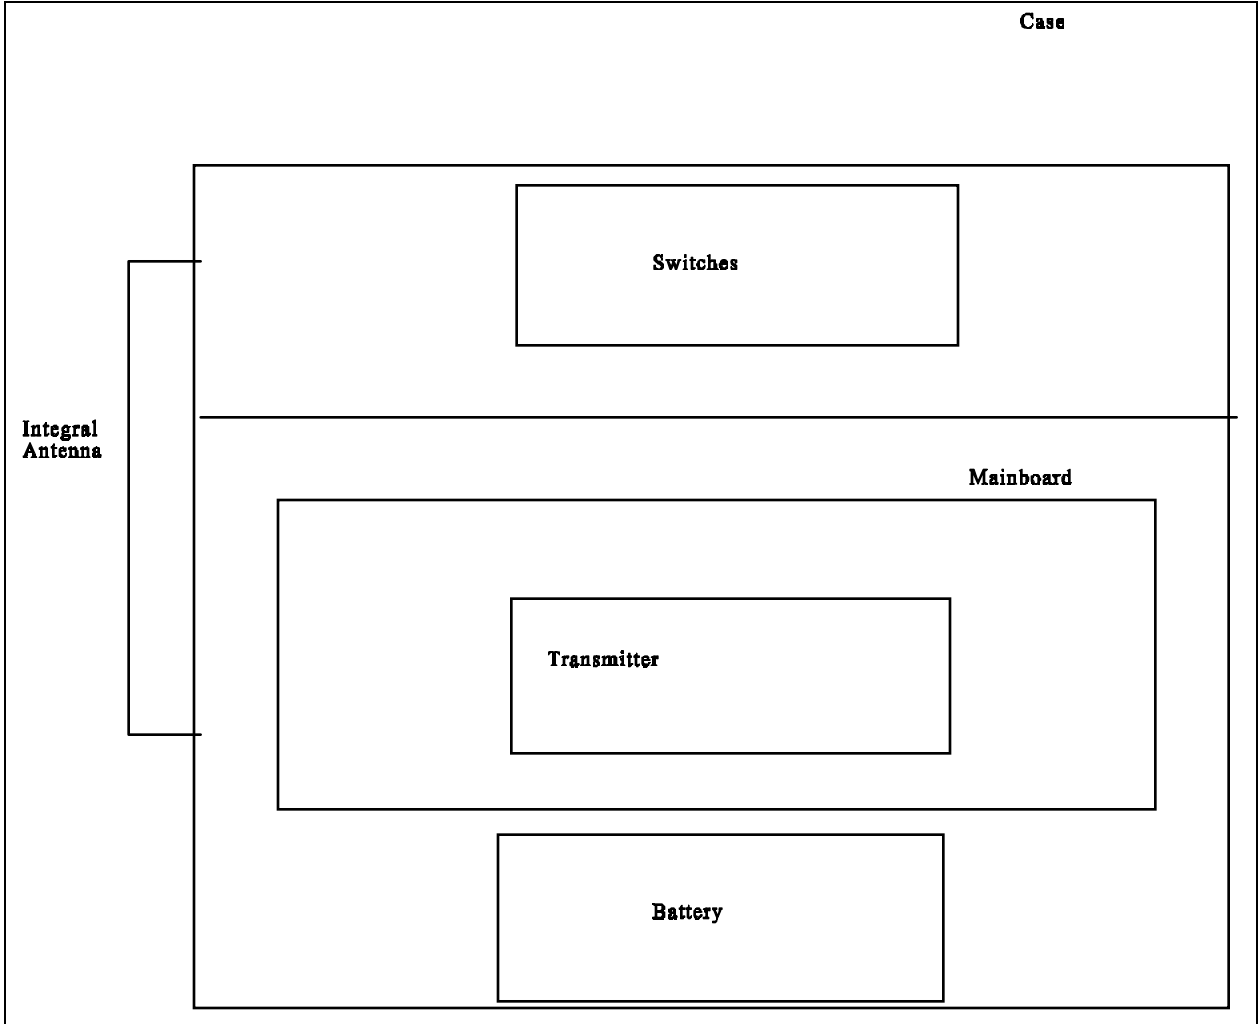 Case
Switches
Integral
Antenna
Mainboard
Transmitter
Battery